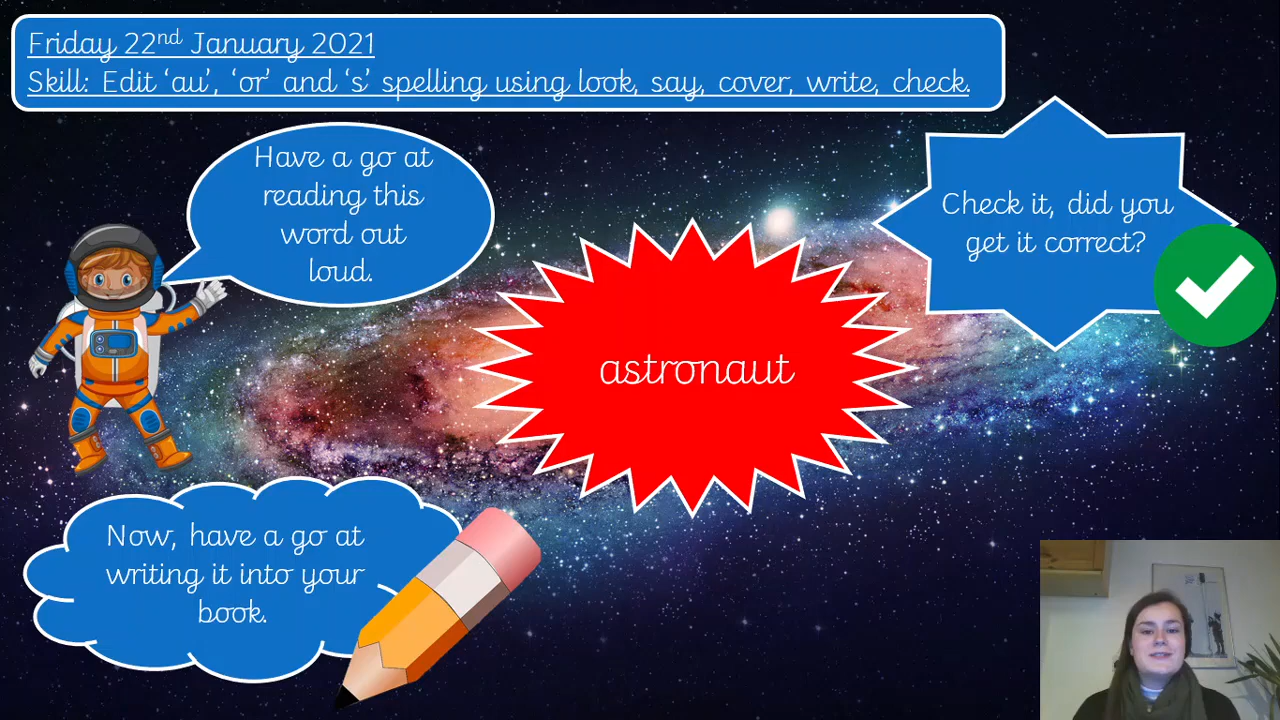 Friday 22nd January 2021
Skill: Edit ‘au’, ‘or’ and ‘s’ spelling using look, say, cover, write, check.
Have a go at
reading this
word out
loud.
Check it, did you
get it correct?
astronaut
Now, have a go at
writing it into your
book.